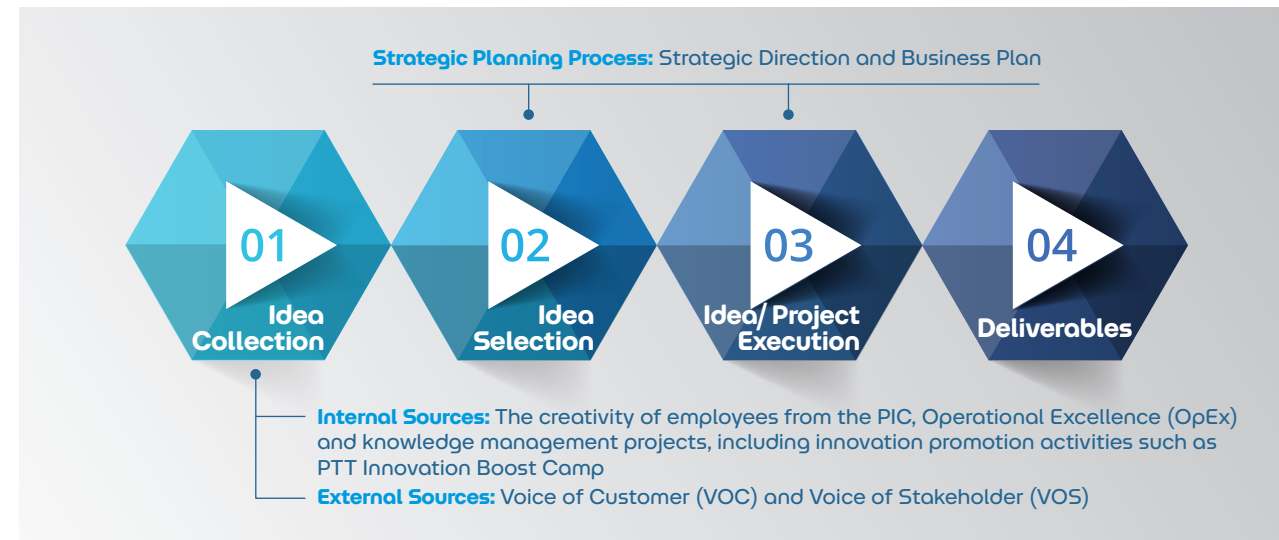 Strategic Planning Process: Strategic Direction and Business Plan
01
Idea
Collection
02
Idea
Selection
03
Idea/ Project
Execution
04
Deliverables
Internal Sources: The creativity of employees from the PIC, Operational Excellence (OpEx)
and knowledge management projects, including innovation promotion activities such as
PTT Innovation Boost Camp
External Sources: Voice of Customer (VOC) and Voice of Stakeholder (VOS)